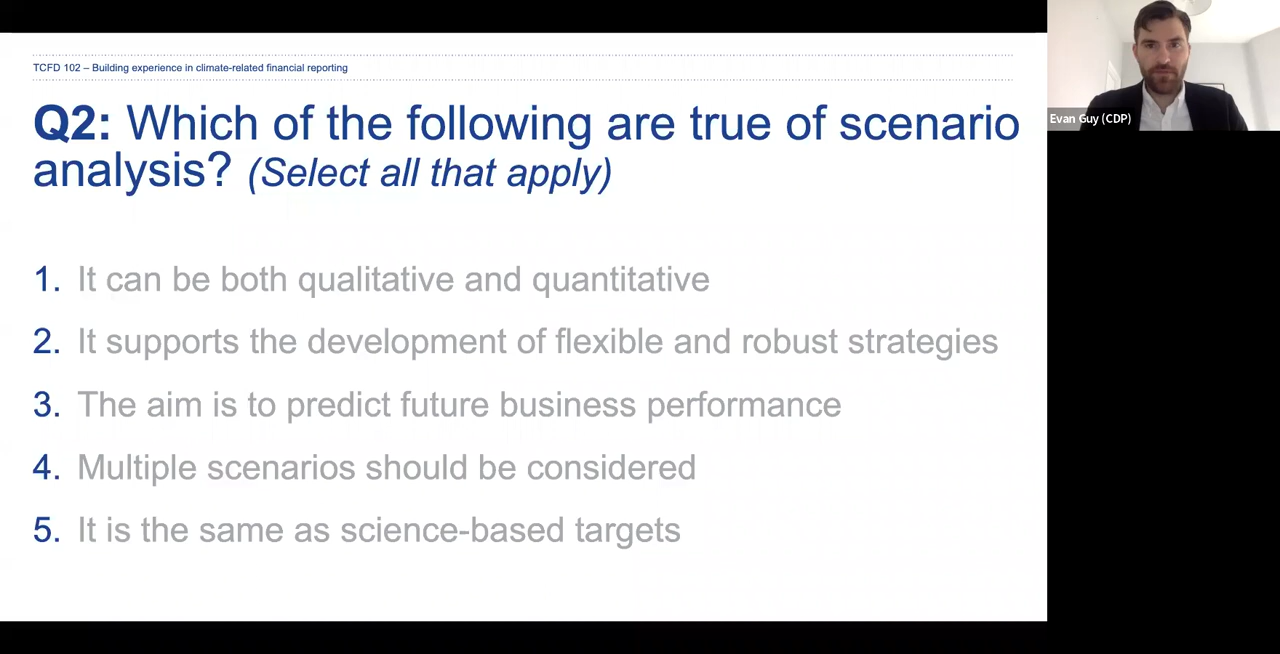 TCFD 102 – Building experience in climate-related financial reporting
Q2: Which of the following are true of scenario
analysis? (Select all that apply)
1. It can be both qualitative and quantitative
2. It supports the development of flexible and robust strategies
3. The aim is to predict future business performance
4. Multiple scenarios should be considered
5. It is the same as science-based targets
Evan Guy (CDP)